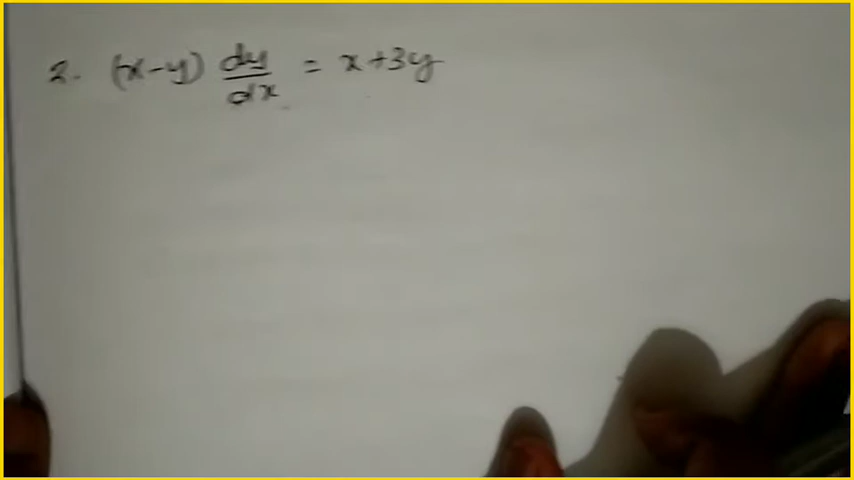 2. (x-y) dy/dx = x+3y